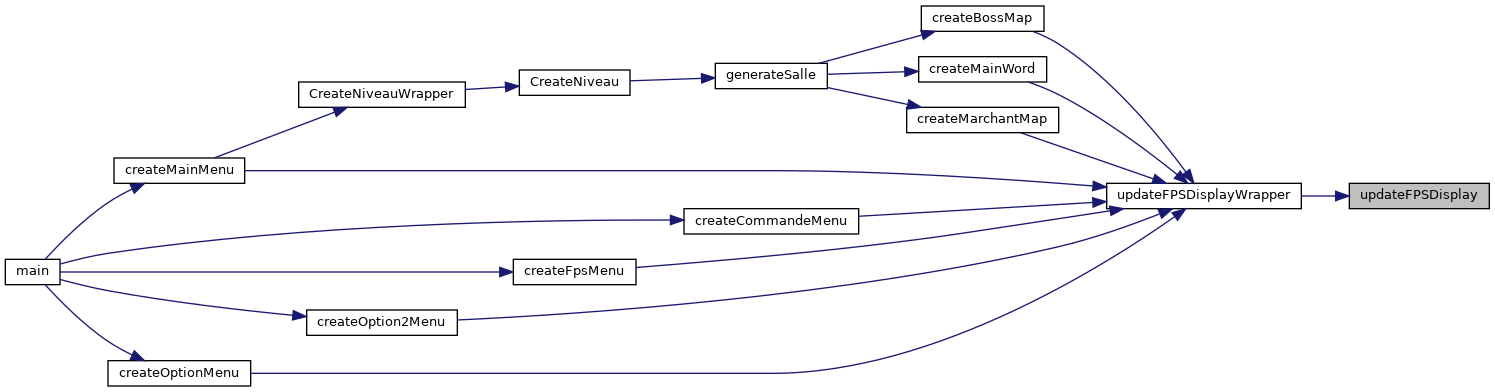 createBossMap
createMainWord
generateSalle
CreateNiveau
CreateNiveauWrapper
createMarchantMap
createMainMenu
updateFPSDisplayWrapper
updateFPSDisplay
createCommandeMenu
main
createFpsMenu
createOption2Menu
createOptionMenu